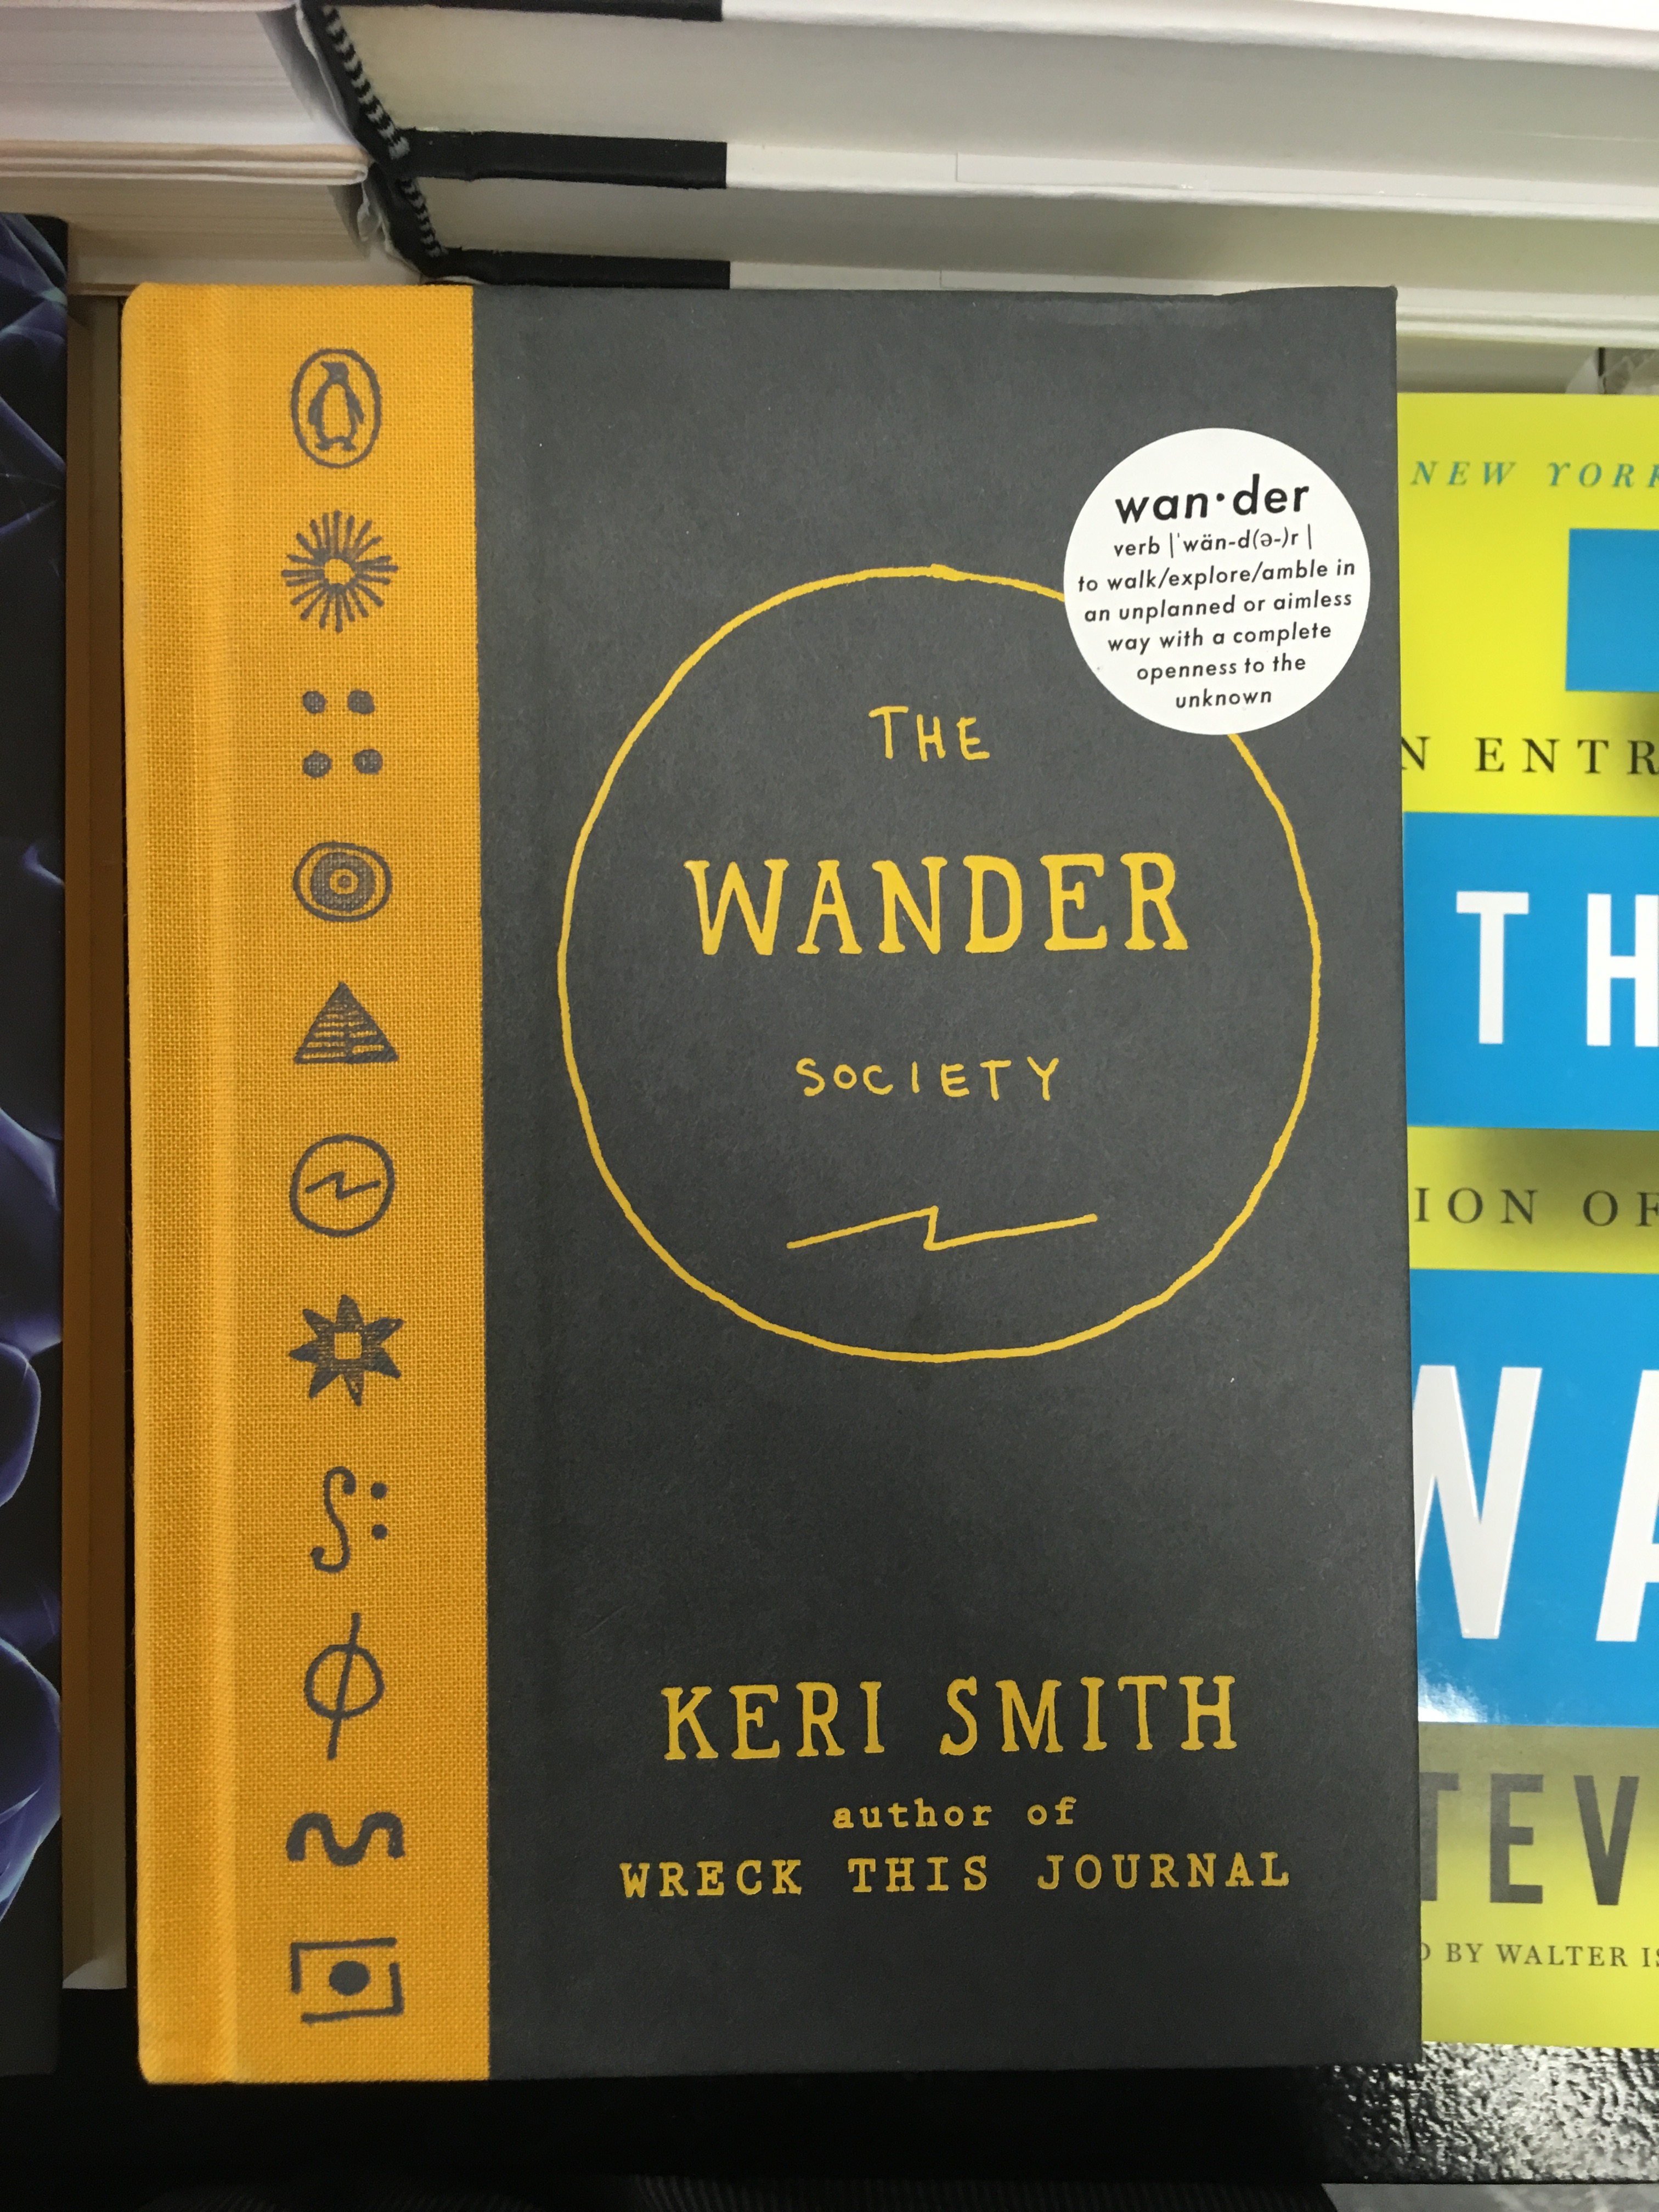 wan·der
verb |ˈwän-d(ə-)r |
to walk/explore/amble in
an unplanned or aimless
way with a complete
openness to the
unknown
THE
WANDER
SOCIETY
KERI SMITH
author of
WRECK THIS JOURNAL
NEW YORK
N ENTR
TH
ION OF
WA
TEV
BY WALTER IS